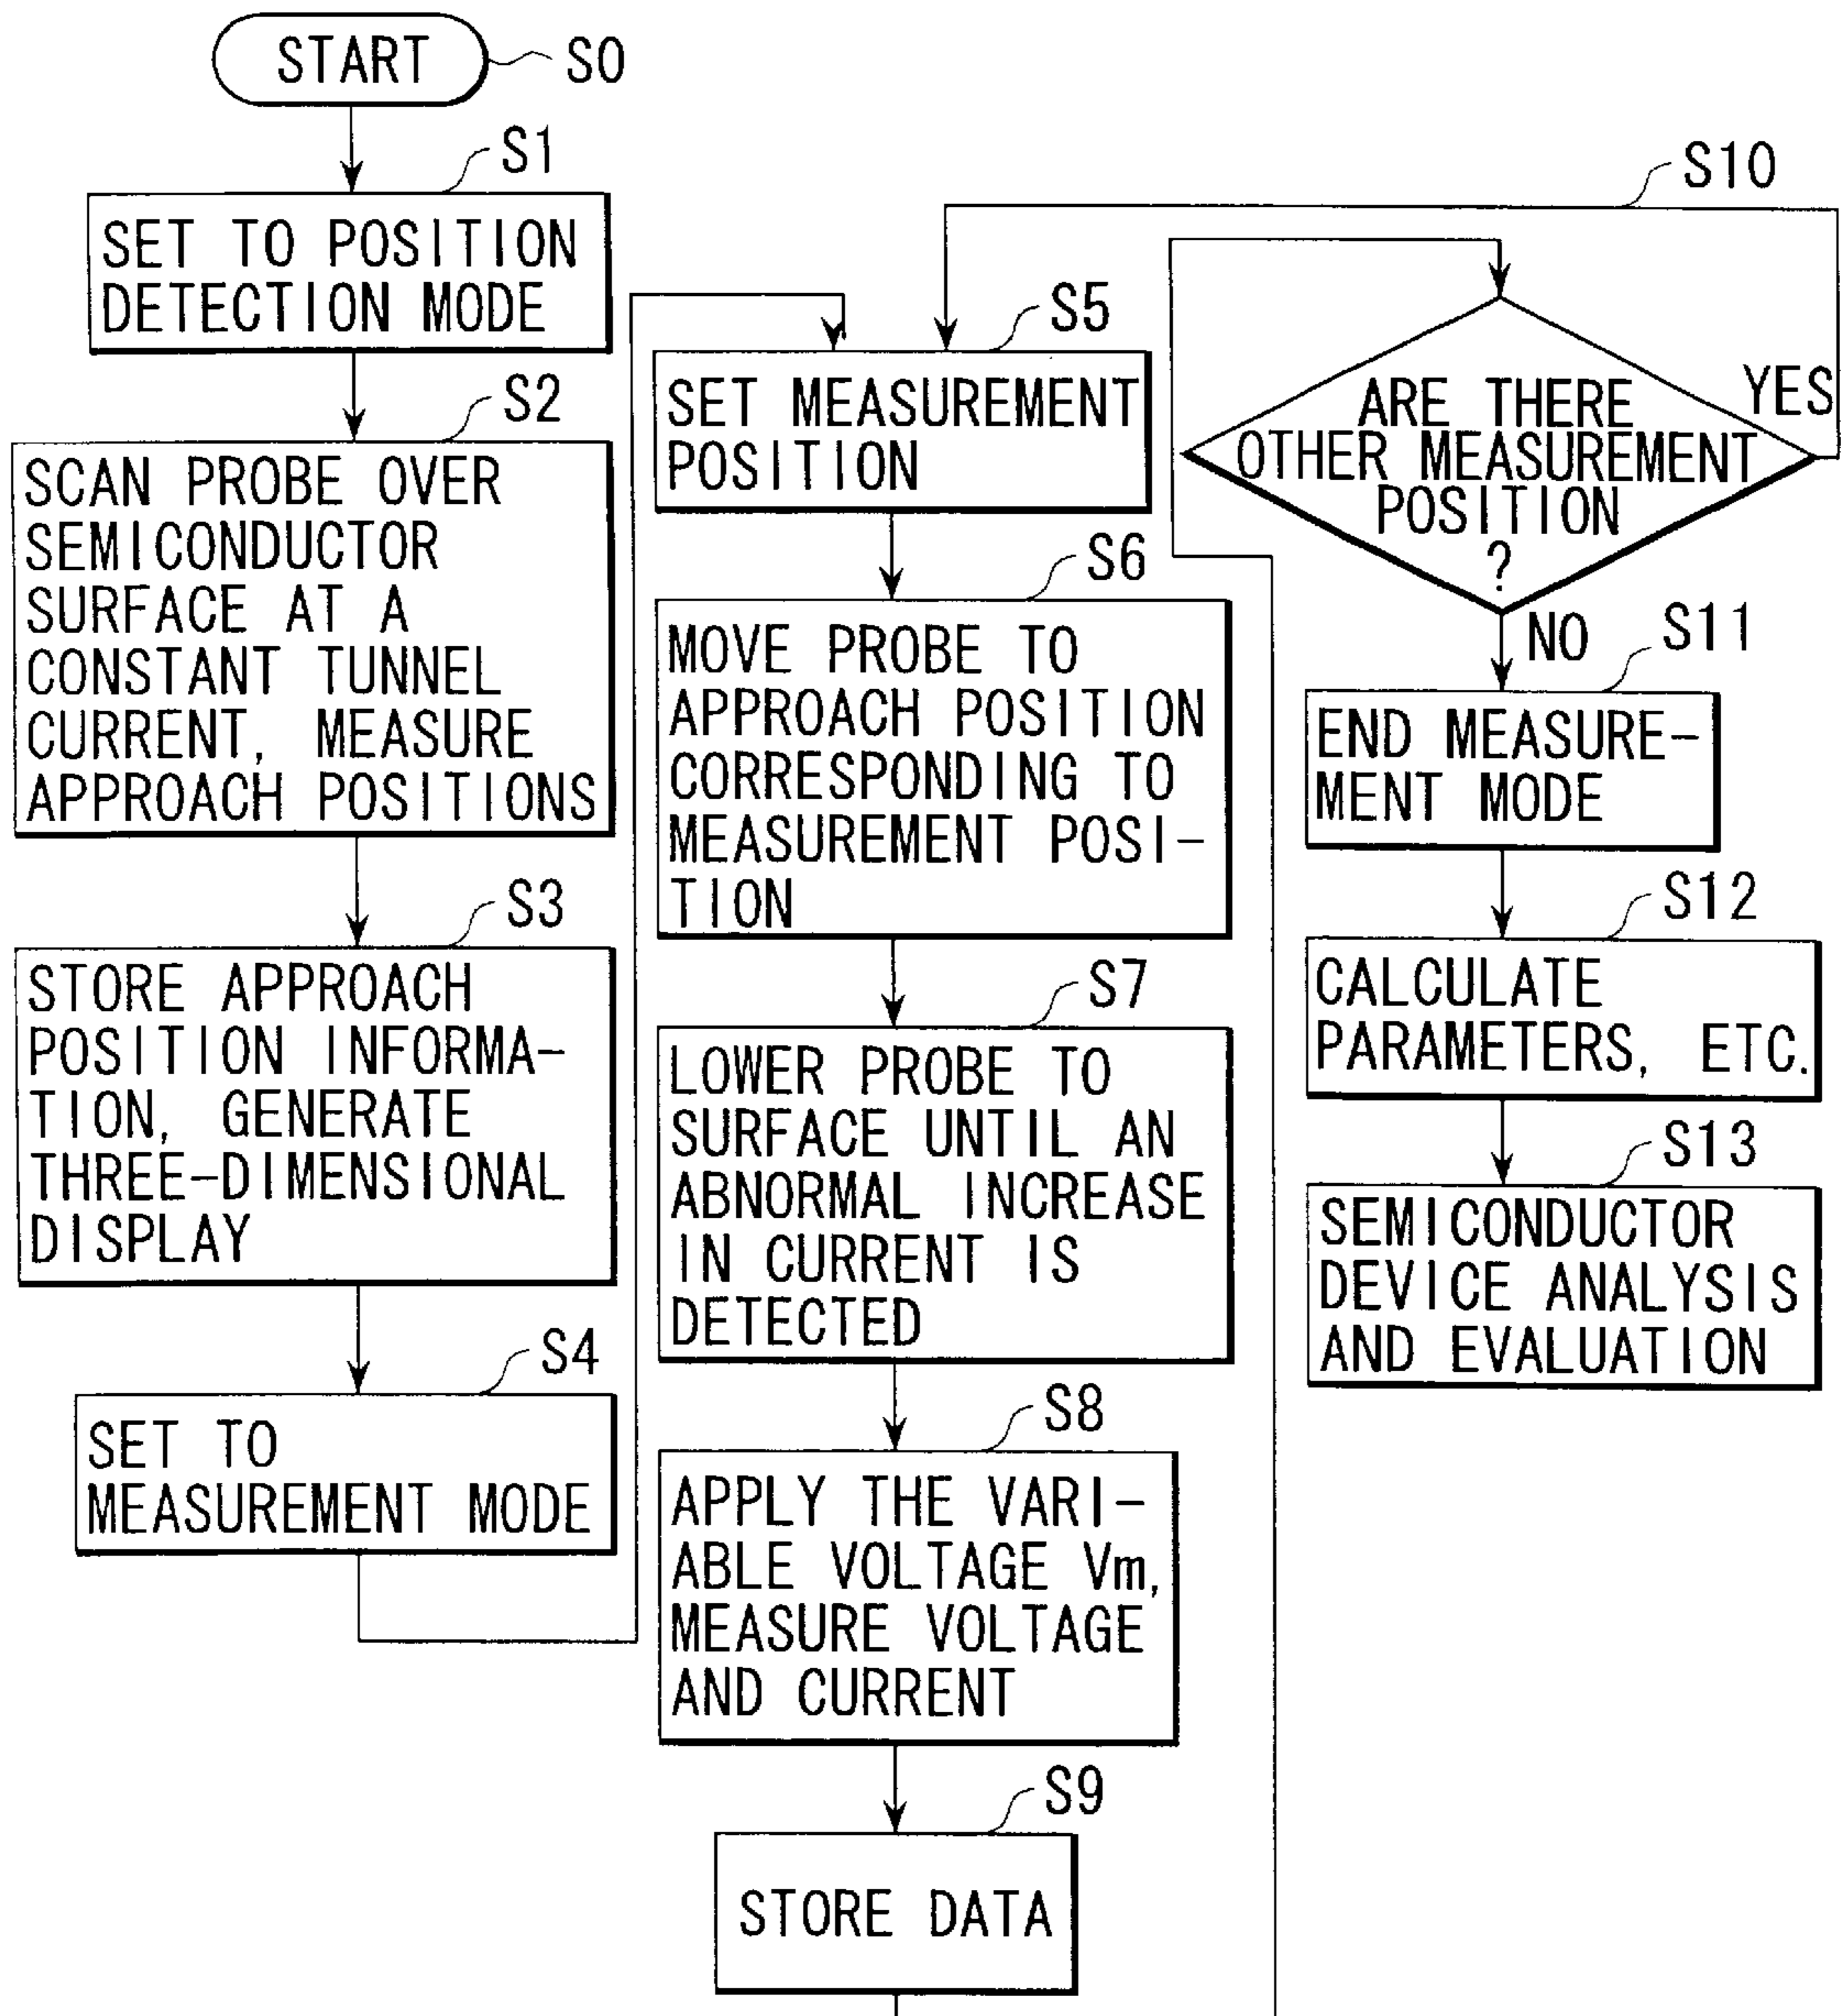 START
S0
S1
SET TO POSITION
DETECTION MODE
S2
SCAN PROBE OVER
SEMICONDUCTOR
SURFACE AT A
CONSTANT TUNNEL
CURRENT, MEASURE
APPROACH POSITIONS
S3
STORE APPROACH
POSITION INFORMA-
TION, GENERATE
THREE-DIMENSIONAL
DISPLAY
S4
SET TO
MEASUREMENT MODE
S5
SET MEASUREMENT
POSITION
S6
MOVE PROBE TO
APPROACH POSITION
CORRESPONDING TO
MEASUREMENT POSI-
TION
S7
LOWER PROBE TO
SURFACE UNTIL AN
ABNORMAL INCREASE
IN CURRENT IS
DETECTED
S8
APPLY THE VARI-
ABLE VOLTAGE Vm,
MEASURE VOLTAGE
AND CURRENT
S9
STORE DATA
S10
ARE THERE
OTHER MEASUREMENT
POSITION
?
YES
NO
S11
END MEASURE-
MENT MODE
S12
CALCULATE
PARAMETERS, ETC.
S13
SEMICONDUCTOR
DEVICE ANALYSIS
AND EVALUATION